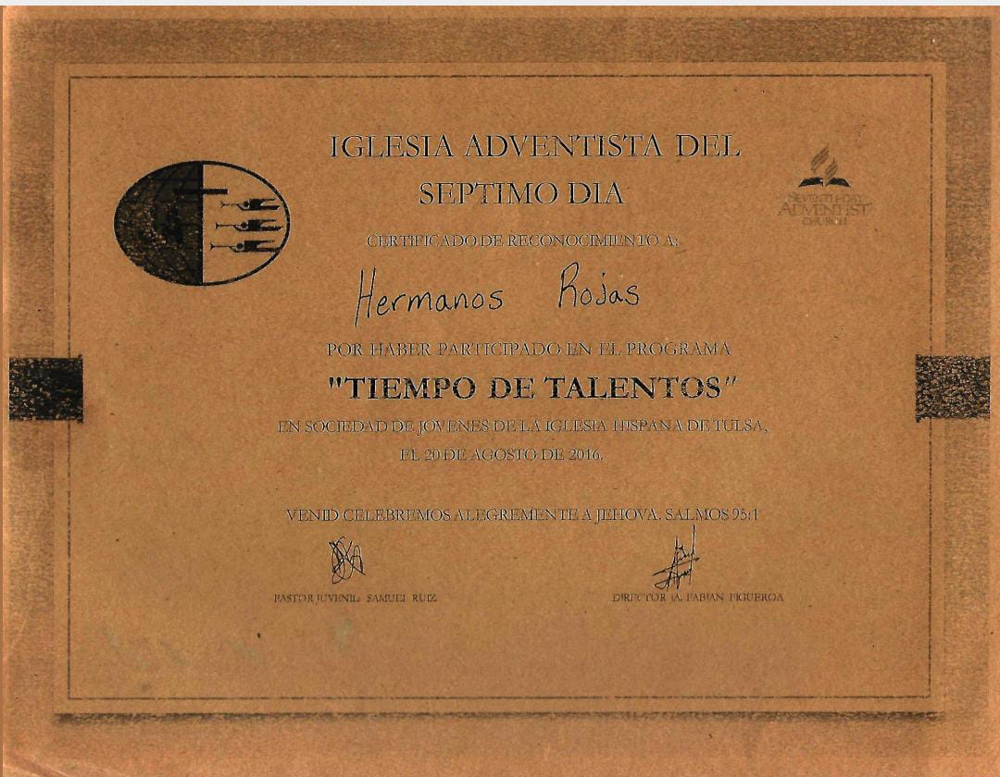 IGLESIA ADVENTISTA DEL
SEPTIMO DIA
SEVENTH-DAY
ADVENTIST
CHURCH
CERTIFICADO DE RECONOCIMIENTO A:
Hermanos Rojas
POR HABER PARTICIPADO EN EL PROGRAMA
"TIEMPO DE TALENTOS"
EN SOCIEDAD DE JOVENES DE LA IGLESIA HISPANA DE TULSA,
EL 20 DE AGOSTO DE 2016.
VENID CELEBREMOS ALEGREMENTE A JEHOVA. SALMOS 95:1
PASTOR JUVENIL SAMUEL RUIZ
DIRECTOR JA. FABIAN FIGUEROA